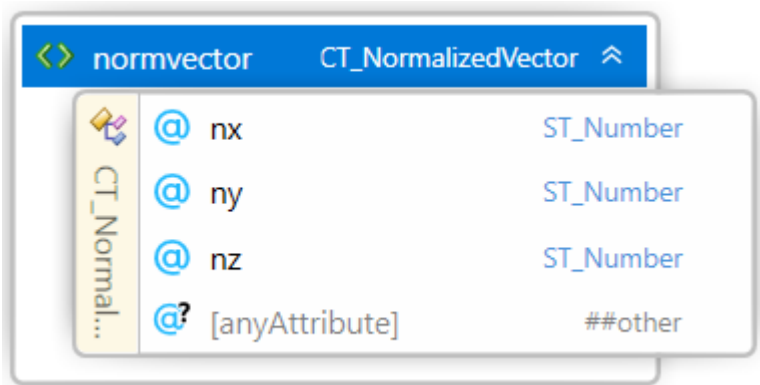 <> normvector CT_NormalizedVector
@ nx ST_Number
@ ny ST_Number
@ nz ST_Number
@? [anyAttribute] ##other
CT_Normal...